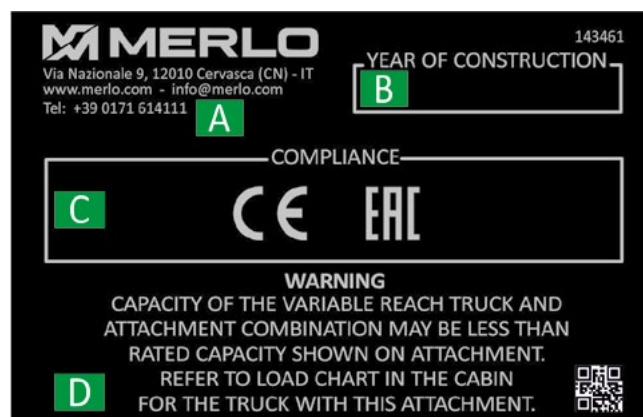 MERLO
143461
Via Nazionale 9, 12010 Cervasca (CN) - IT
www.merlo.com - info@merlo.com
Tel: +39 0171 614111
A
YEAR OF CONSTRUCTION
B
COMPLIANCE
C
CE EAC
WARNING
CAPACITY OF THE VARIABLE REACH TRUCK AND
ATTACHMENT COMBINATION MAY BE LESS THAN
RATED CAPACITY SHOWN ON ATTACHMENT.
REFER TO LOAD CHART IN THE CABIN
D
FOR THE TRUCK WITH THIS ATTACHMENT.